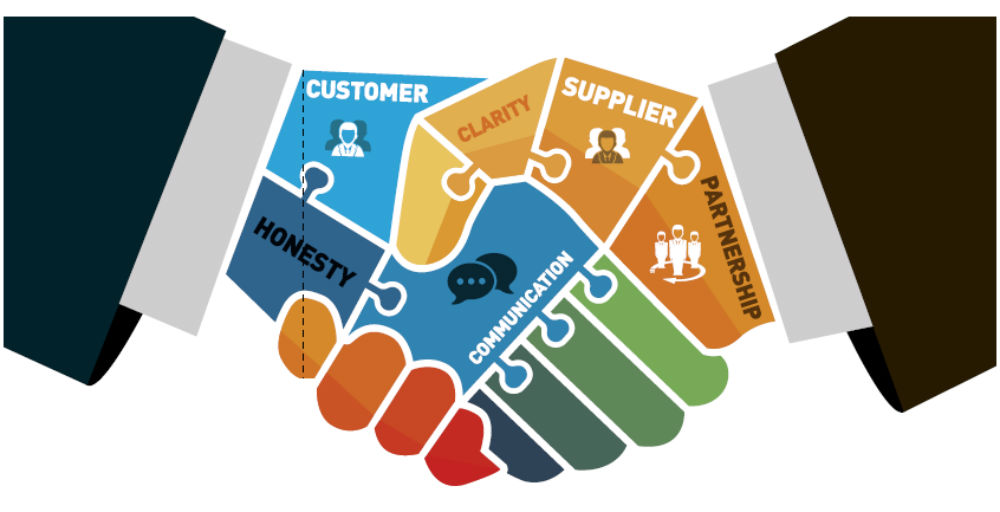 CUSTOMER
CLARITY
SUPPLIER
PARTNERSHIP
HONESTY
COMMUNICATION